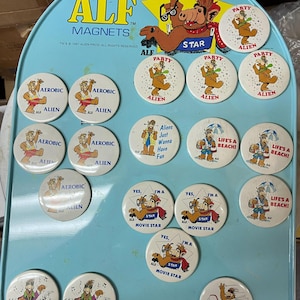 ALF
MAGNETS
STAR
ALF
PARTY
ALIEN
PARTY
ALIEN
PARTY
ALIEN
AEROBIC
ALIEN
AEROBIC
ALIEN
AEROBIC
ALIEN
AEROBIC
ALIEN
Aliens
Just
Wanna
Have
Fun
LIFE'S A
BEACH!
LIFE'S A
BEACH!
AEROBIC
ALIEN
YES, I'M A
STAR
MOVIE STAR
YES, I'M A
STAR
MOVIE STAR
LIFE'S A
BEACH!
YES, I'M A
STAR
MOVIE STAR